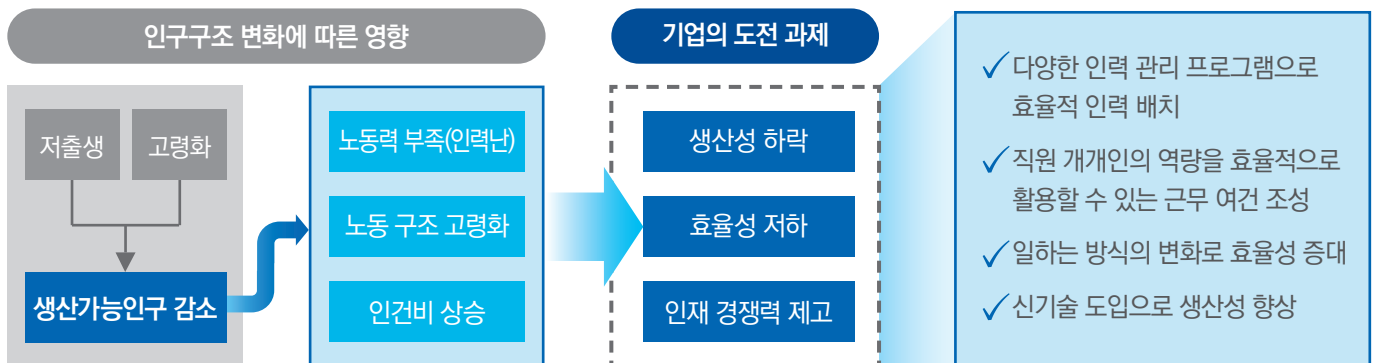 인구구조 변화에 따른 영향
저출생
고령화
생산가능인구 감소
노동력 부족(인력난)
노동 구조 고령화
인건비 상승
기업의 도전 과제
생산성 하락
효율성 저하
인재 경쟁력 제고
다양한 인력 관리 프로그램으로
효율적 인력 배치
직원 개개인의 역량을 효율적으로
활용할 수 있는 근무 여건 조성
일하는 방식의 변화로 효율성 증대
신기술 도입으로 생산성 향상